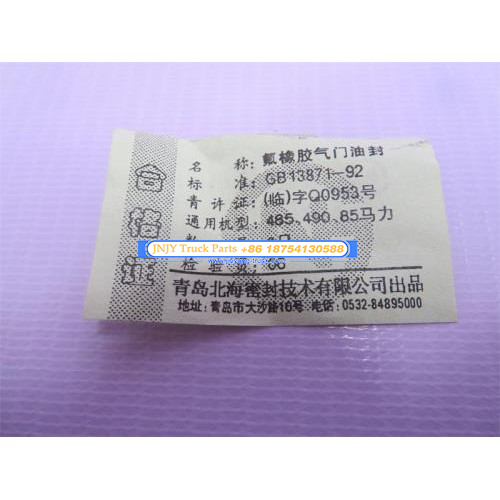 合格证
名 称: 氟橡胶气门油封
标 准: GB13871-92
青 许 证: (临)字Q0953号
通用机型: 485.490.85马力
JNJY Truck Parts +86 18754130588
检 验 员:
青岛北海密封技术有限公司出品
地址: 青岛市大沙路10号 电话: 0532-84895000